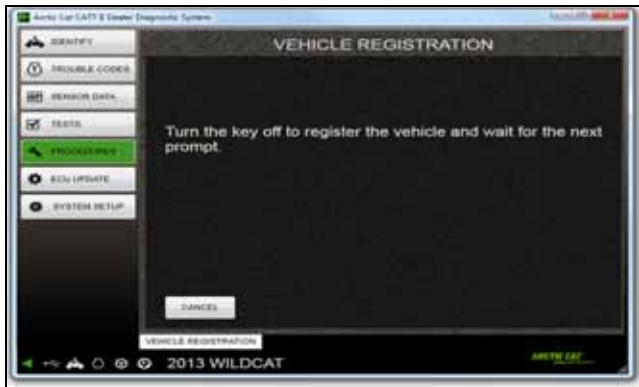 Arctic Cat CATT II Dealer Diagnostic System
IDENTIFY
VEHICLE REGISTRATION
TROUBLE CODES
SENSOR DATA
TESTS
PROCEDURES
ECU UPDATE
SYSTEM SETUP
Turn the key off to register the vehicle and wait for the next
prompt.
CANCEL
VEHICLE REGISTRATION
2013 WILDCAT
ARCTIC CAT